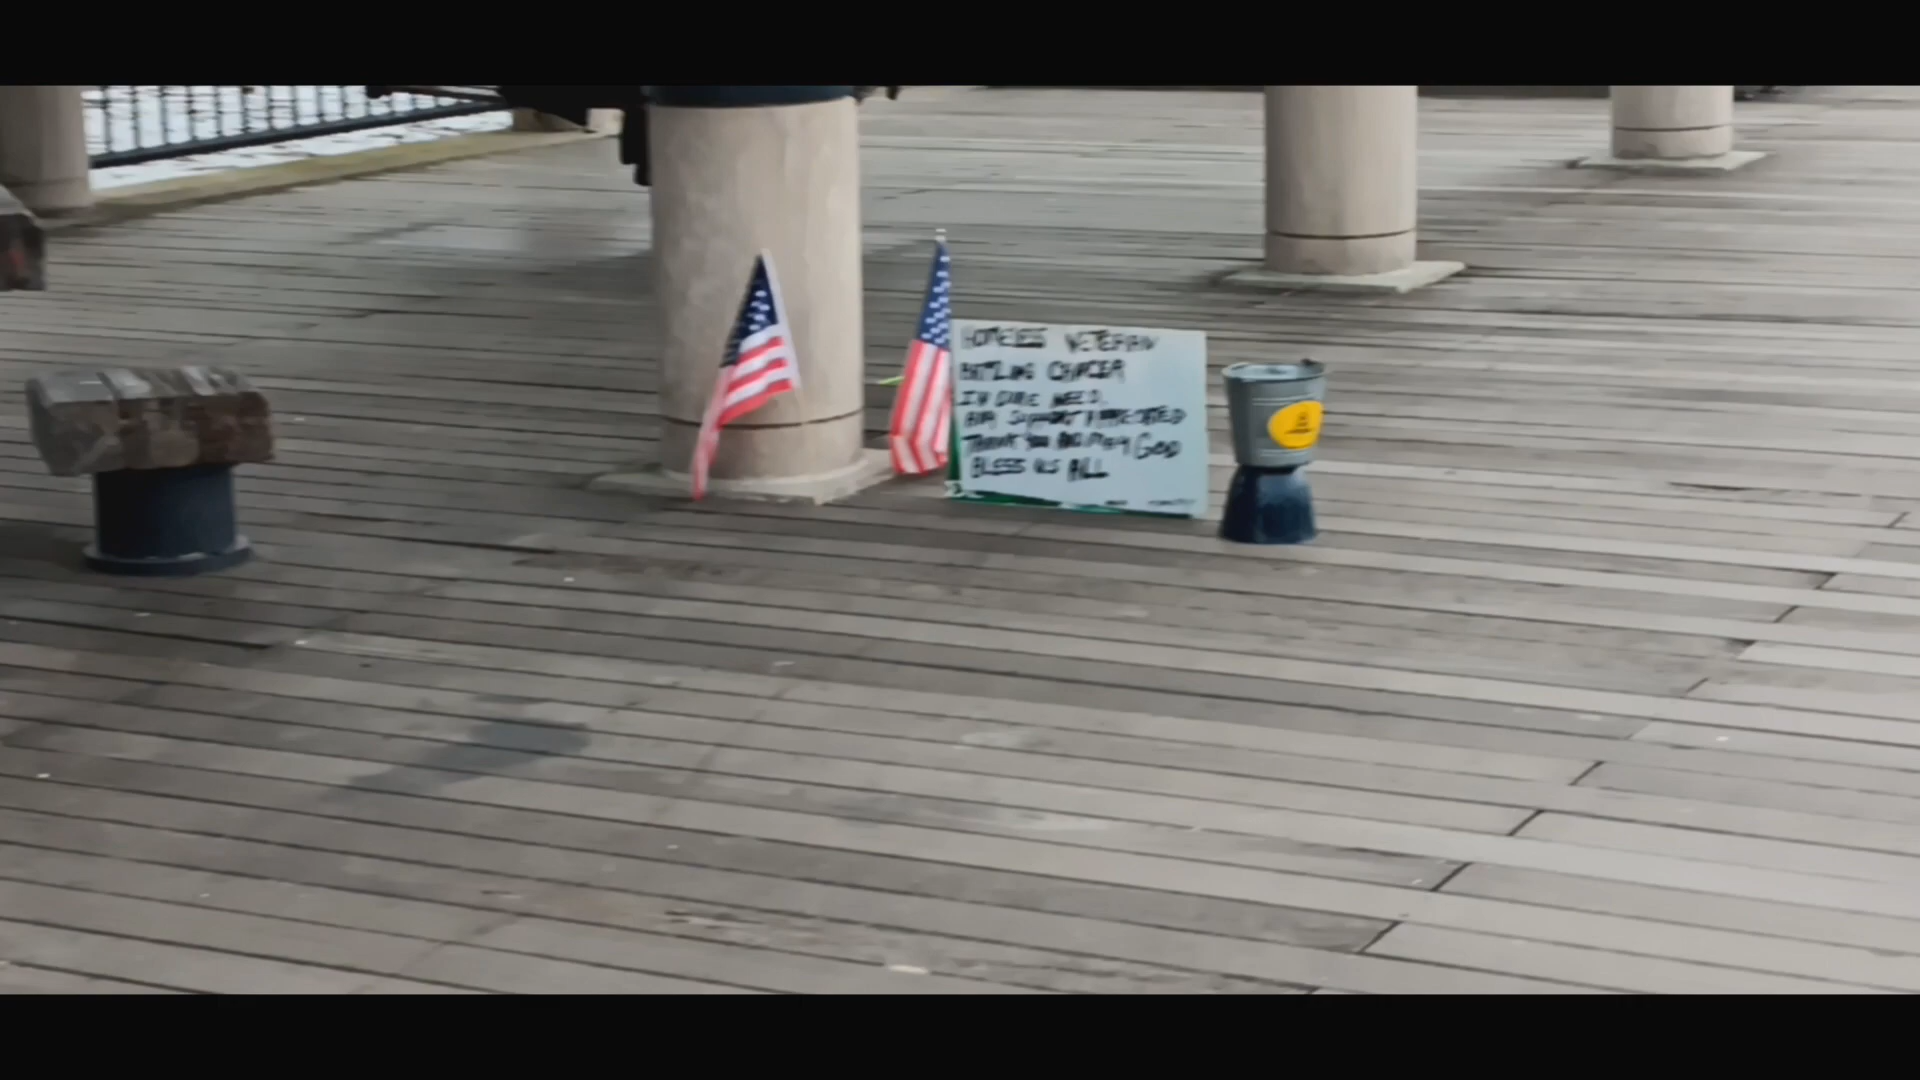 HOMELESS VETERAN
BATTLING CANCER
IN DIRE NEED.
ANY SUPPORT APPRECIATED
THANK YOU AND MAY GOD
BLESS US ALL